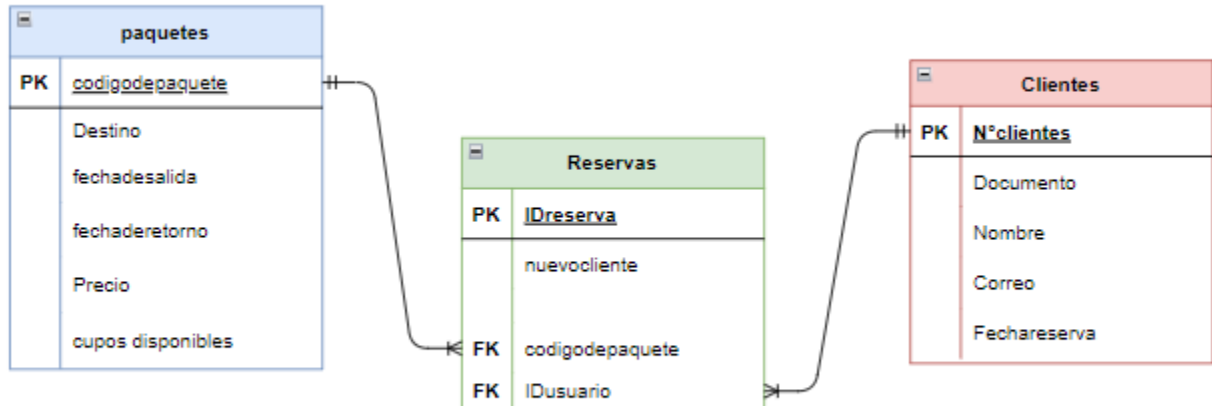 paquetes
PK codigodepaquete
Destino
fechadesalida
fechaderetorno
Precio
cupos disponibles
Reservas
PK IDreserva
nuevocliente
FK codigodepaquete
FK IDusuario
Clientes
PK N°clientes
Documento
Nombre
Correo
Fechareserva